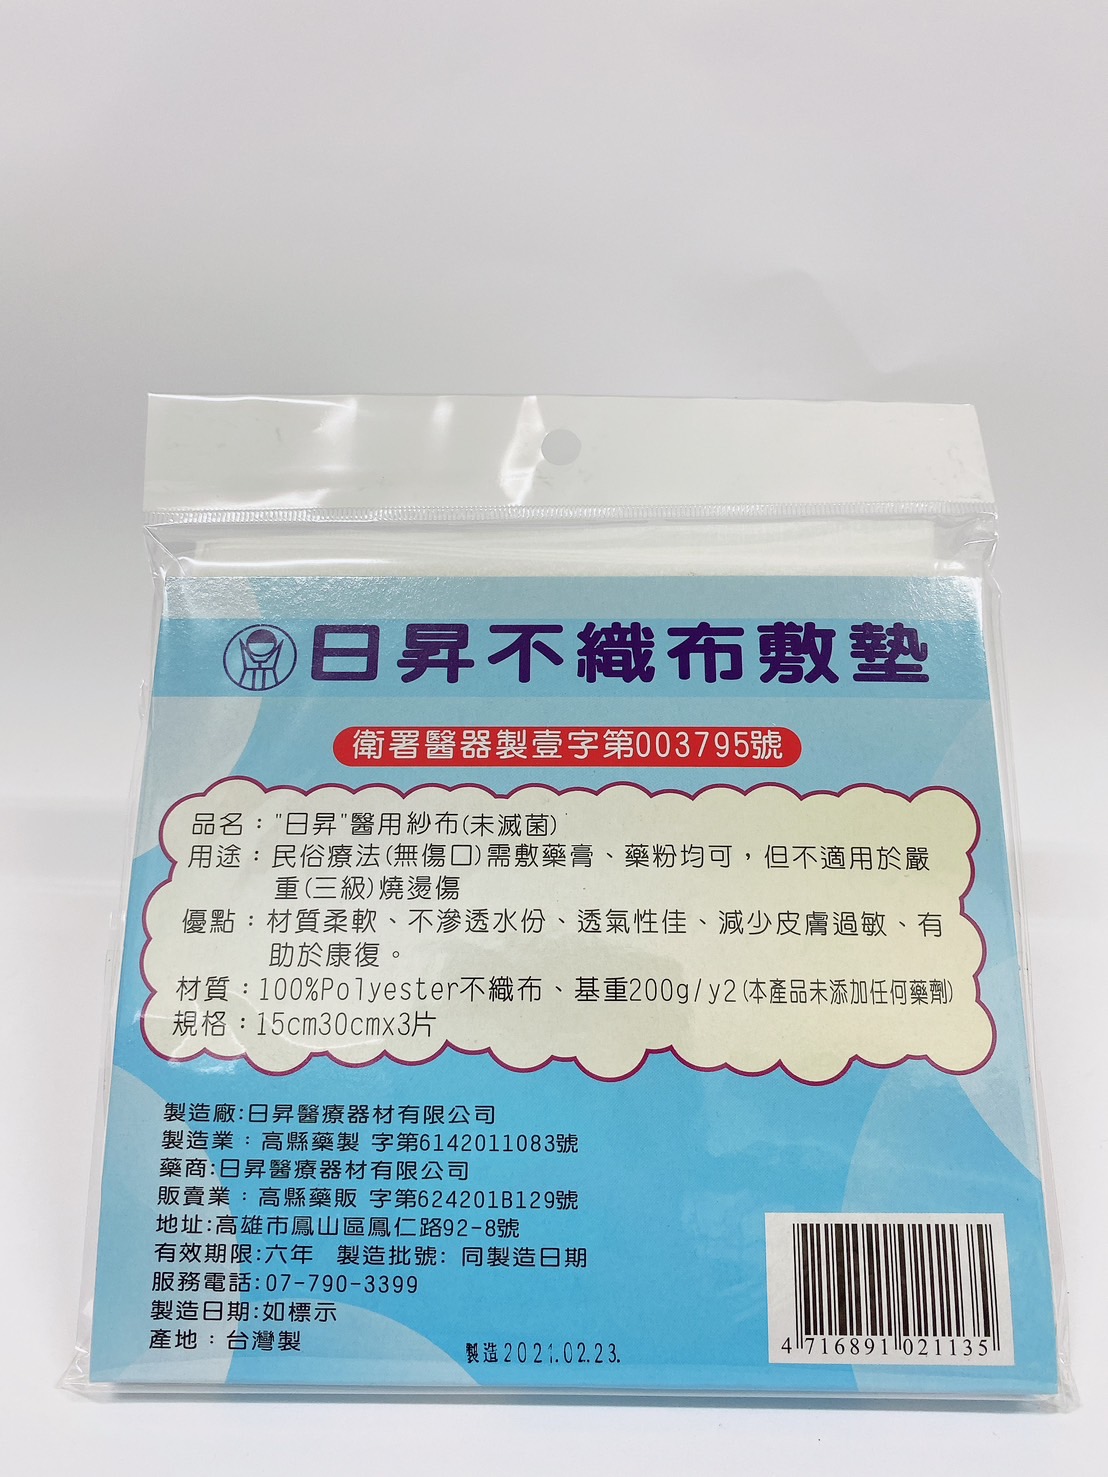 日昇不織布敷墊
衛署醫器製壹字第003795號
品名："日昇"醫用紗布(未滅菌)
用途：民俗療法(無傷口)需敷藥膏、藥粉均可，但不適用於嚴
重(三級)燒燙傷
優點：材質柔軟、不滲透水份、透氣性佳、減少皮膚過敏、有
助於康復。
材質：100%Polyester不織布、基重200g/y2(本產品未添加任何藥劑)
規格：15cm30cmx3片
製造廠:日昇醫療器材有限公司
製造業：高縣藥製 字第6142011083號
藥商:日昇醫療器材有限公司
販賣業：高縣藥販 字第624201B129號
地址:高雄市鳳山區鳳仁路92-8號
有效期限:六年 製造批號: 同製造日期
服務電話:07-790-3399
製造日期:如標示
產地：台灣製
製造2021.02.23.
4 716891 021135